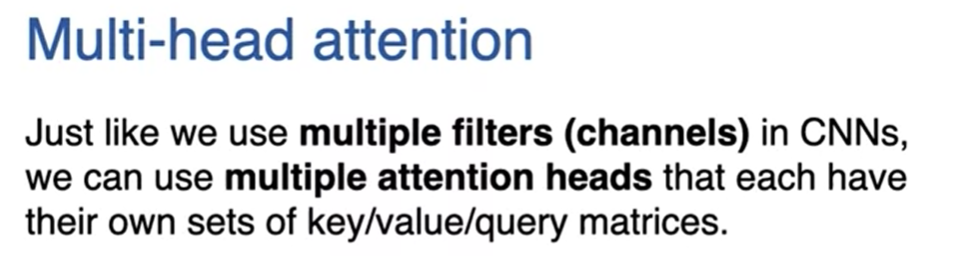 Multi-head attention
Just like we use multiple filters (channels) in CNNs,
we can use multiple attention heads that each have
their own sets of key/value/query matrices.